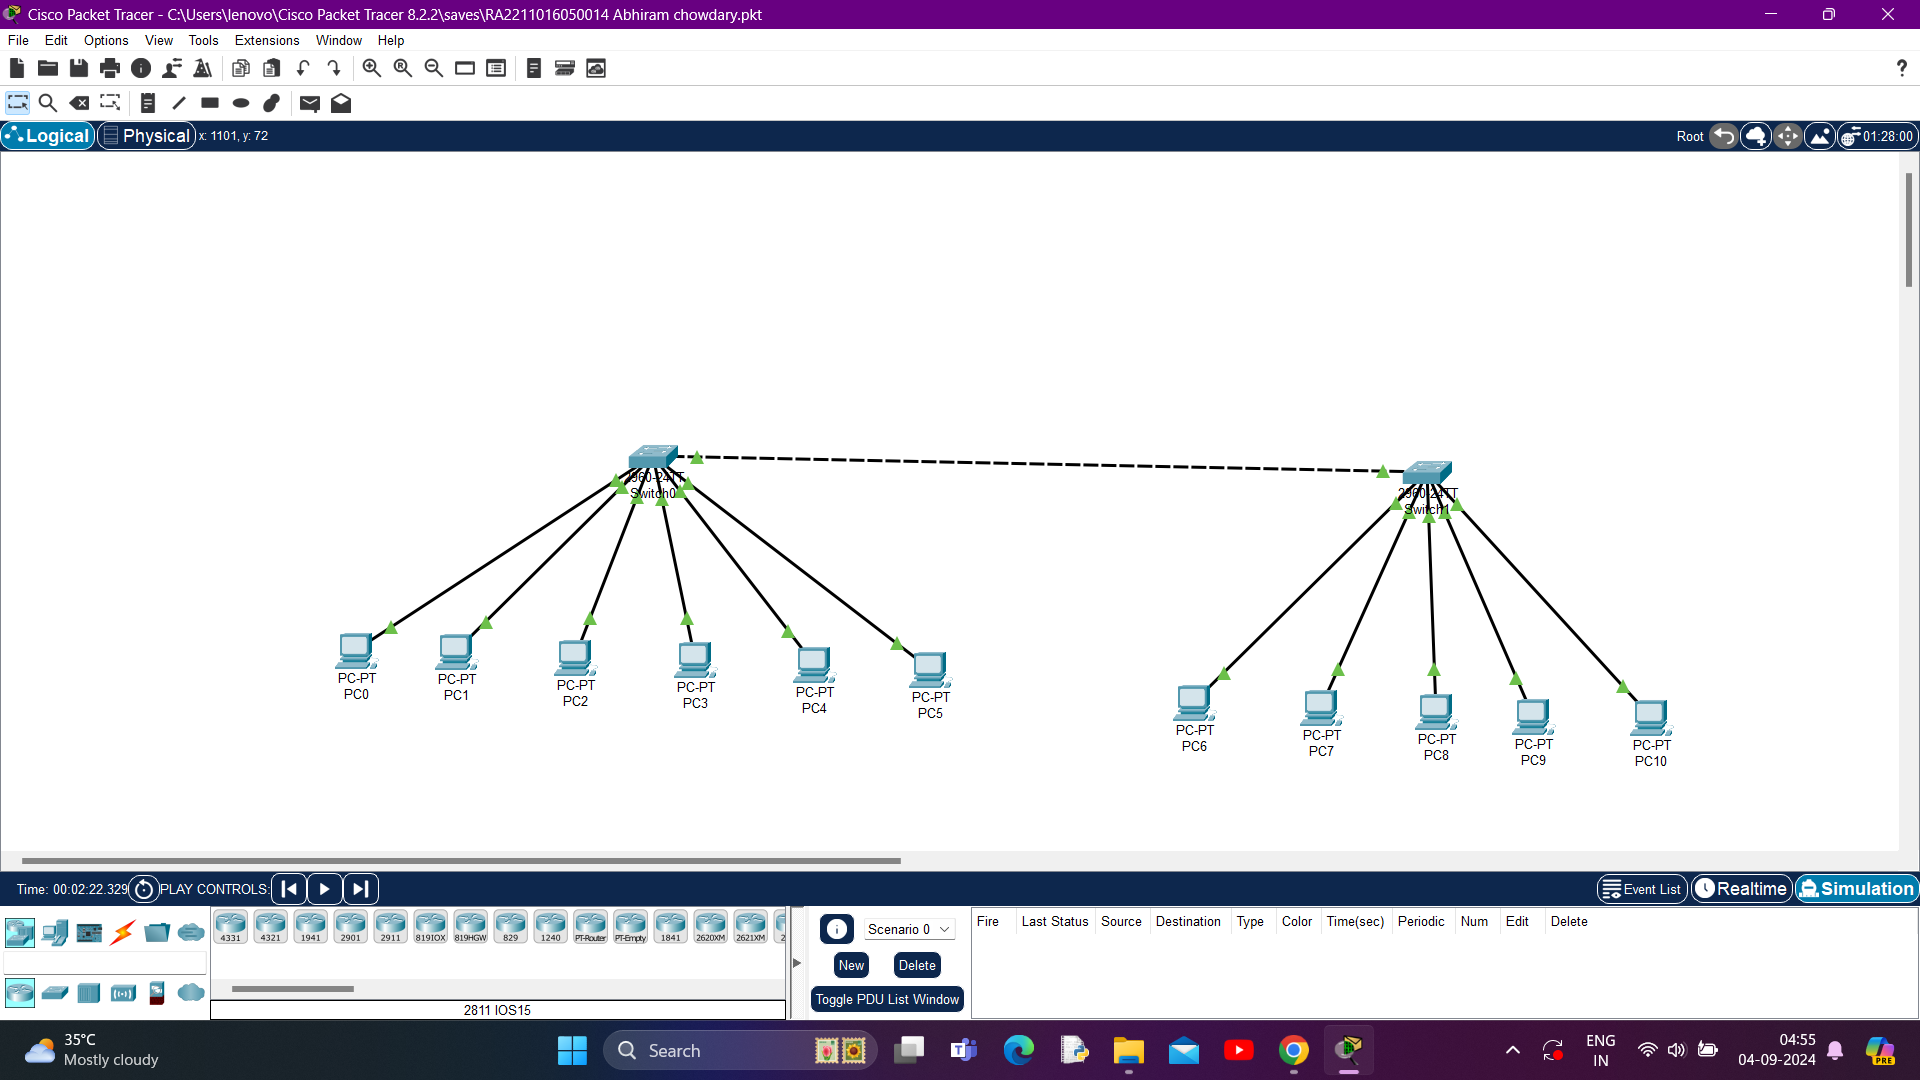 Cisco Packet Tracer - C:\Users\lenovo\Cisco Packet Tracer 8.2.2\saves\RA2211016050014 Abhiram chowdary.pkt
File Edit Options View Tools Extensions Window Help
Logical Physical x: 1101, y: 72 Root 01:28:00
2960-24TT
Switch0
2960-24TT
Switch1
PC-PT
PC0
PC-PT
PC1
PC-PT
PC2
PC-PT
PC3
PC-PT
PC4
PC-PT
PC5
PC-PT
PC6
PC-PT
PC7
PC-PT
PC8
PC-PT
PC9
PC-PT
PC10
Time: 00:02:22.329 PLAY CONTROLS: Event List Realtime Simulation
4331 4321 1941 2901 2911 819IOX 819HGW 829 1240 PT-Router PT-Empty 1841 2620XM 2621XM 2
2811 IOS15
Scenario 0
New Delete
Toggle PDU List Window
Fire Last Status Source Destination Type Color Time(sec) Periodic Num Edit Delete
35°C
Mostly cloudy
Search
ENG
IN
04:55
04-09-2024
PRE